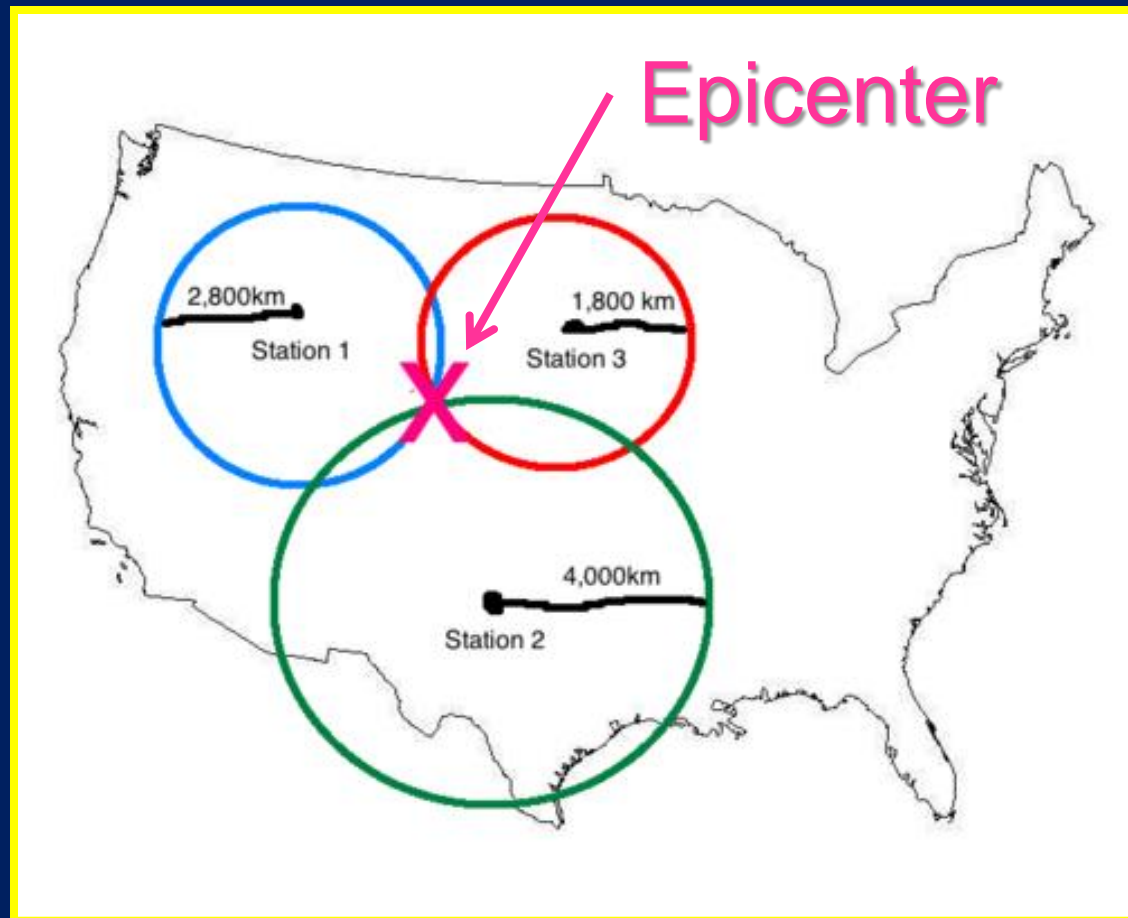 Epicenter
2,800km
Station 1
1,800 km
Station 3
X
4,000km
Station 2